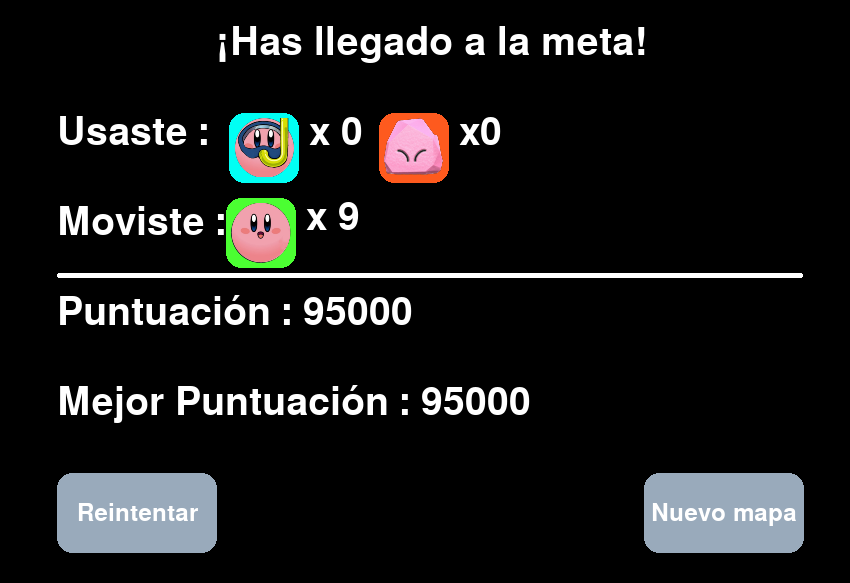 ¡Has llegado a la meta!
Usaste : x 0 x0
Moviste : x 9
Puntuación : 95000
Mejor Puntuación : 95000
Reintentar
Nuevo mapa